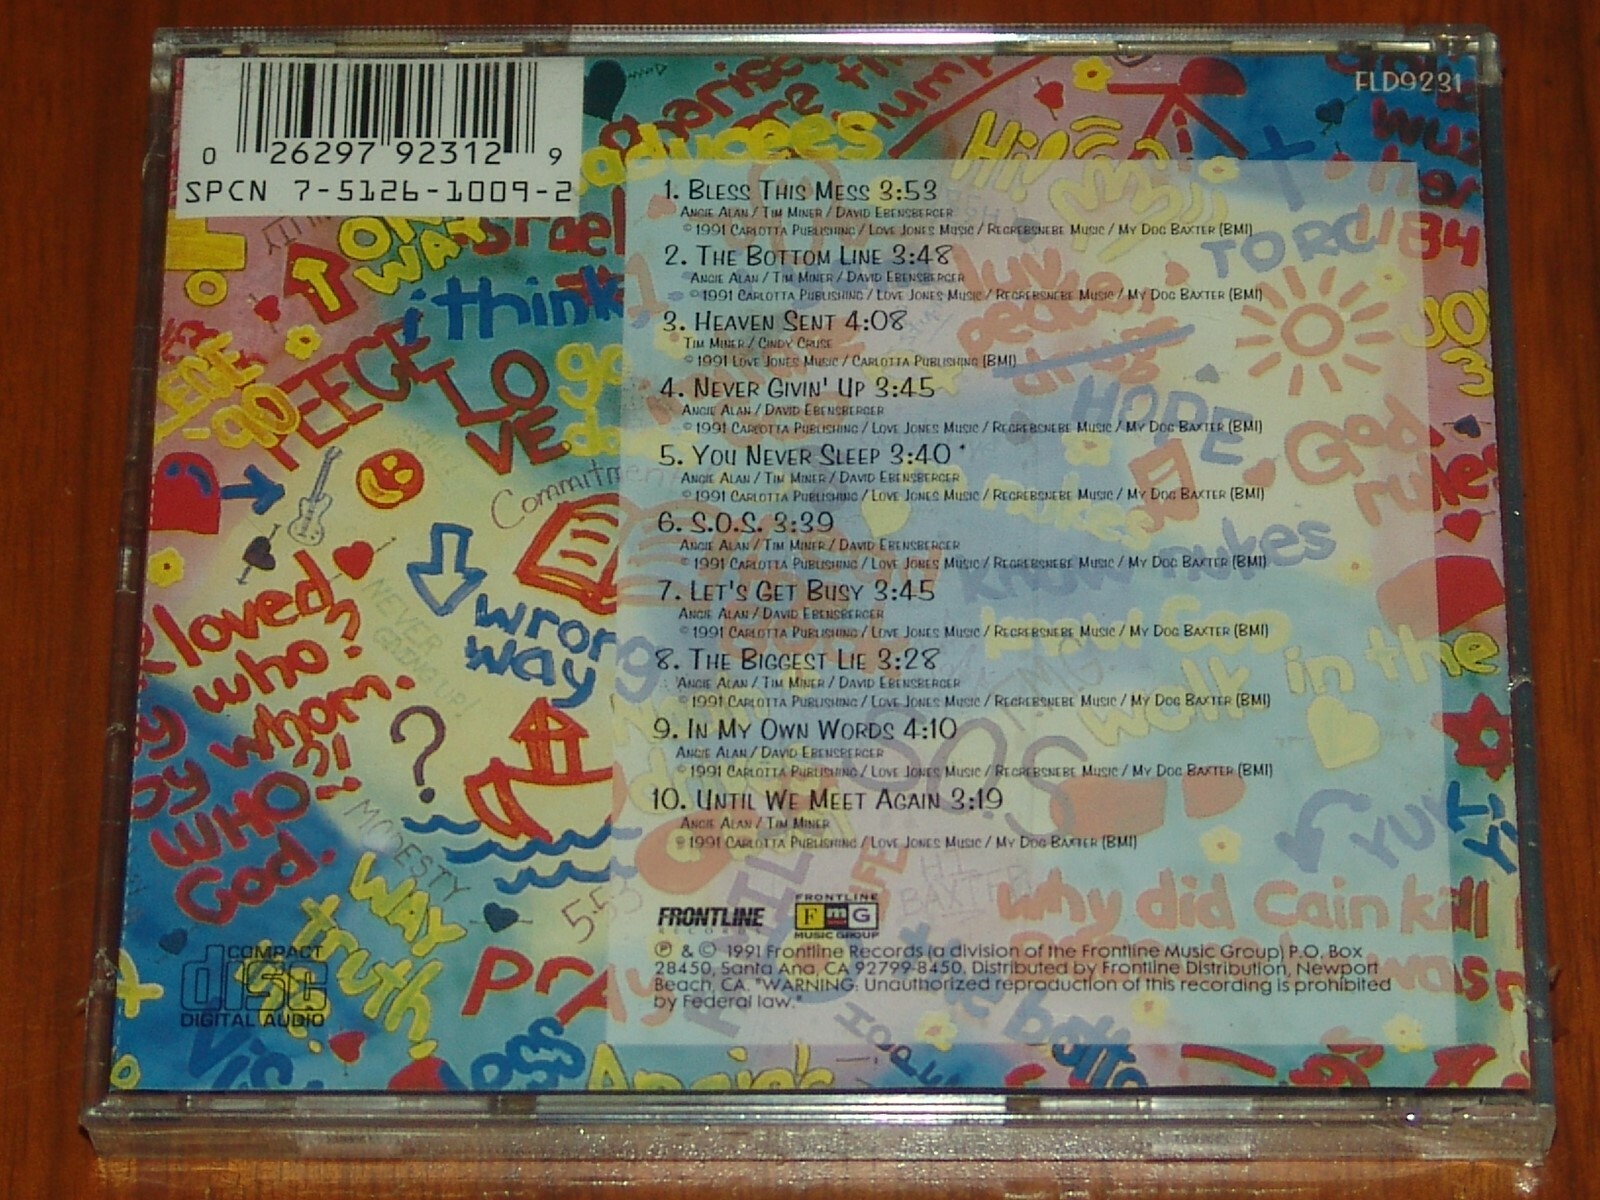 FLD9231
0 26297 92312 9
SPCN 7-5126-1009-2
1. BLESS THIS MESS 3:53
ANGIE ALAN / TIM MINER / DAVID EBENSBERGER
©1991 CARLOTTA PUBLISHING / LOVE JONES MUSIC / REGREBSNEBE MUSIC / MY DOG BAXTER (BMI)
2. THE BOTTOM LINE 3:48
ANGIE ALAN / TIM MINER / DAVID EBENSBERGER
©1991 CARLOTTA PUBLISHING / LOVE JONES MUSIC / REGREBSNEBE MUSIC / MY DOG BAXTER (BMI)
3. HEAVEN SENT 4:08
TIM MINER / CINDY CRUSE
©1991 LOVE JONES MUSIC / CARLOTTA PUBLISHING (BMI)
4. NEVER GIVIN' UP 3:45
ANGIE ALAN / DAVID EBENSBERGER
©1991 CARLOTTA PUBLISHING / LOVE JONES MUSIC / REGREBSNEBE MUSIC / MY DOG BAXTER (BMI)
5. YOU NEVER SLEEP 3:40 *
ANGIE ALAN / TIM MINER / DAVID EBENSBERGER
©1991 CARLOTTA PUBLISHING / LOVE JONES MUSIC / REGREBSNEBE MUSIC / MY DOG BAXTER (BMI)
6. S.O.S. 3:39
ANGIE ALAN / TIM MINER / DAVID EBENSBERGER
©1991 CARLOTTA PUBLISHING / LOVE JONES MUSIC / REGREBSNEBE MUSIC / MY DOG BAXTER (BMI)
7. LET'S GET BUSY 3:45
ANGIE ALAN / DAVID EBENSBERGER
©1991 CARLOTTA PUBLISHING / LOVE JONES MUSIC / REGREBSNEBE MUSIC / MY DOG BAXTER (BMI)
8. THE BIGGEST LIE 3:28
ANGIE ALAN / TIM MINER / DAVID EBENSBERGER
©1991 CARLOTTA PUBLISHING / LOVE JONES MUSIC / REGREBSNEBE MUSIC / MY DOG BAXTER (BMI)
9. IN MY OWN WORDS 4:10
ANGIE ALAN / DAVID EBENSBERGER
©1991 CARLOTTA PUBLISHING / LOVE JONES MUSIC / REGREBSNEBE MUSIC / MY DOG BAXTER (BMI)
10. UNTIL WE MEET AGAIN 3:19
ANGIE ALAN / TIM MINER
©1991 CARLOTTA PUBLISHING / LOVE JONES MUSIC / MY DOG BAXTER (BMI)
FRONTLINE
RECORDS
FRONTLINE
FMG
MUSIC GROUP
℗ & © 1991 Frontline Records (a division of the Frontline Music Group) P.O. Box
28450, Santa Ana, CA 92799-8450. Distributed by Frontline Distribution, Newport
Beach, CA. "WARNING: Unauthorized reproduction of this recording is prohibited
by Federal law."
COMPACT
disc
DIGITAL AUDIO
Hi!
TORC
1184
i think
LO
VE
Commitment
HOPE
God
know nukes
know God
walk in the
wrong
way
NEVER
GIVING UP!
loved
who?
by whom?!
WHO?
God.
MODESTY
WAY
truth
5:53
S.O.S
HI
BAXTER
why did Cain kill
Angie's